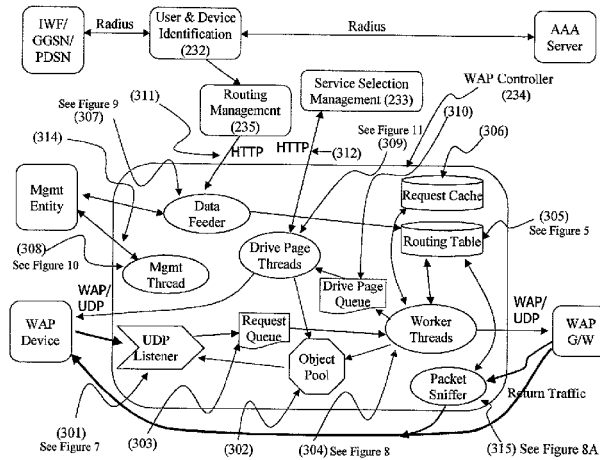 IWF/
GGSN/
PDSN
Radius
User & Device
Identification
(232)
Radius
AAA
Server
(311)
Routing
Management
(235)
Service Selection
Management (233)
WAP Controller
(234)
See Figure 9
(307)
(314)
HTTP
HTTP
(312)
See Figure 11
(309)
(310)
(306)
Mgmt
Entity
Data
Feeder
Request Cache
Routing Table
(305)
See Figure 5
(308)
See Figure 10
Mgmt
Thread
Drive Page
Threads
Drive Page
Queue
WAP/
UDP
WAP
Device
UDP
Listener
Request
Queue
Object
Pool
Worker
Threads
WAP/
UDP
WAP
G/W
Packet
Sniffer
Return Traffic
(301)
See Figure 7
(303)
(302)
(304) See Figure 8
(315) See Figure 8A